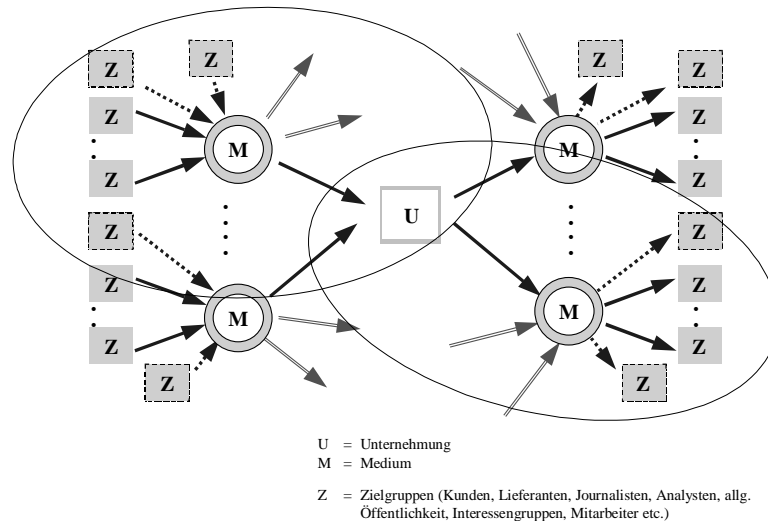 Z Z Z Z
Z Z
M M
Z Z
U
Z Z
Z Z
M M
Z Z
Z Z
U = Unternehmung
M = Medium
Z = Zielgruppen (Kunden, Lieferanten, Journalisten, Analysten, allg.
Öffentlichkeit, Interessengruppen, Mitarbeiter etc.)